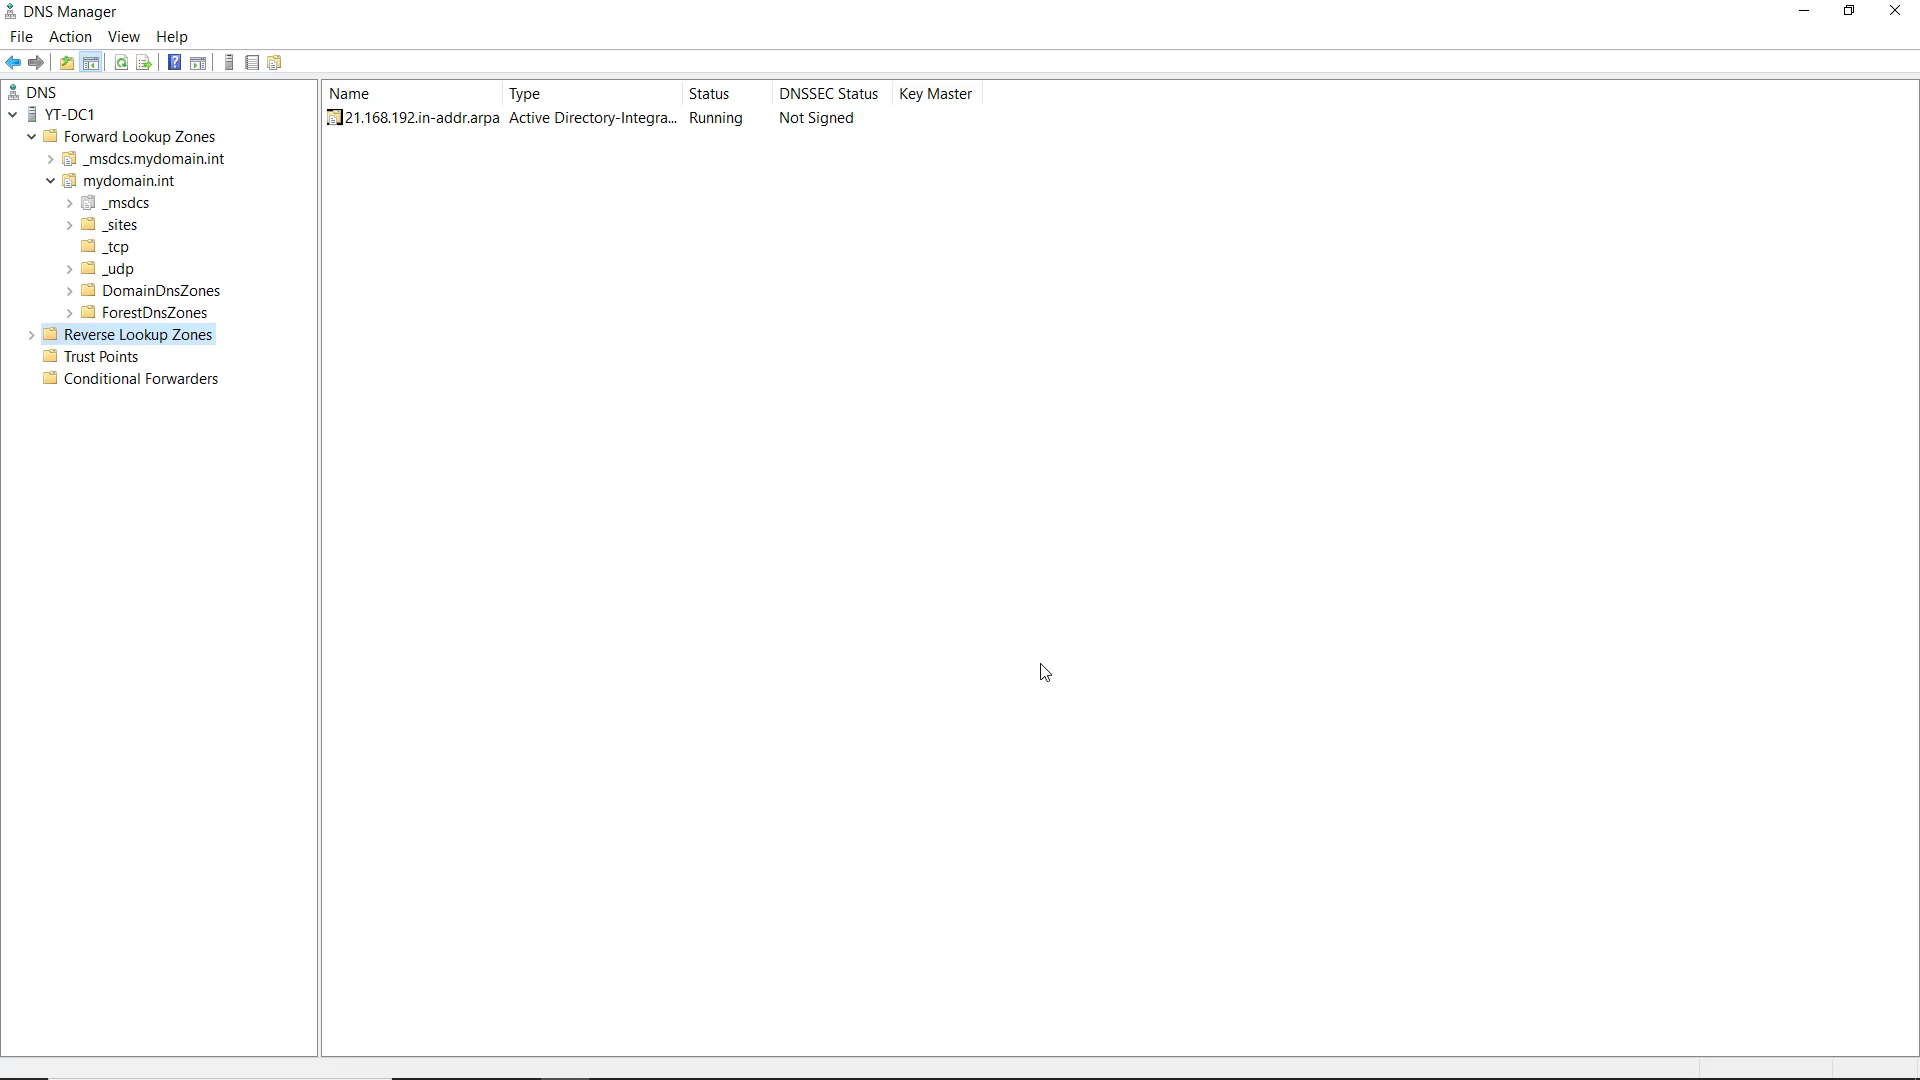 DNS Manager
File Action View Help
DNS
YT-DC1
Forward Lookup Zones
_msdcs.mydomain.int
mydomain.int
_msdcs
_sites
_tcp
_udp
DomainDnsZones
ForestDnsZones
Reverse Lookup Zones
Trust Points
Conditional Forwarders
Name Type Status DNSSEC Status Key Master
21.168.192.in-addr.arpa Active Directory-Integra... Running Not Signed